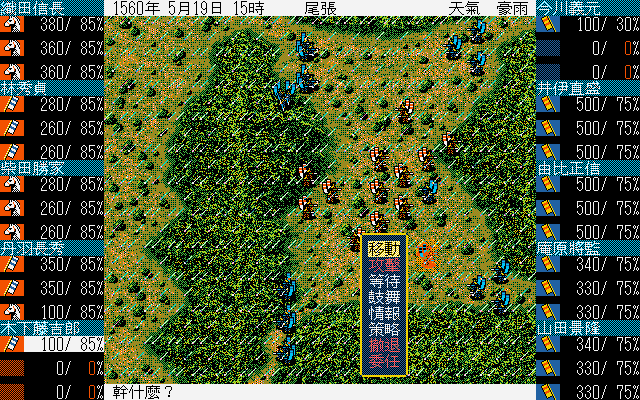 1560年 5月19日 15時 尾張 天氣 豪雨
織田信長
380/ 85%
360/ 85%
360/ 85%
林秀貞
280/ 85%
260/ 85%
260/ 85%
柴田勝家
280/ 85%
260/ 85%
260/ 85%
丹羽長秀
350/ 85%
350/ 85%
100/ 85%
木下藤吉郎
100/ 85%
0/ 0%
0/ 0%
移動
攻擊
等待
鼓舞
情報
策略
撤退
委任
今川義元
100/ 30%
0/ 0%
0/ 0%
井伊直盛
500/ 75%
500/ 75%
500/ 75%
由比正信
500/ 75%
500/ 75%
500/ 75%
庵原將監
340/ 75%
330/ 75%
330/ 75%
山田景隆
340/ 75%
330/ 75%
330/ 75%
幹什麼？